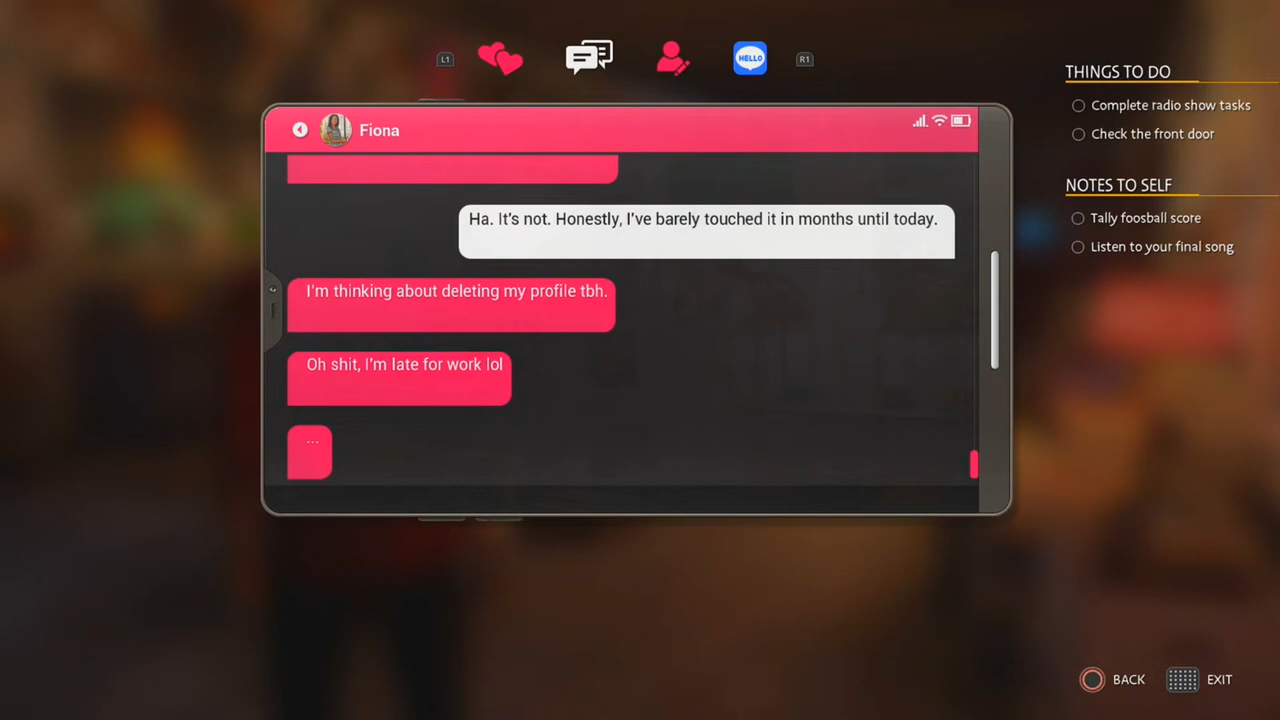 L1
HELLO
R1
Fiona
Ha. It's not. Honestly, I've barely touched it in months until today.
I'm thinking about deleting my profile tbh.
Oh shit, I'm late for work lol
...
THINGS TO DO
Complete radio show tasks
Check the front door
NOTES TO SELF
Tally foosball score
Listen to your final song
BACK
EXIT